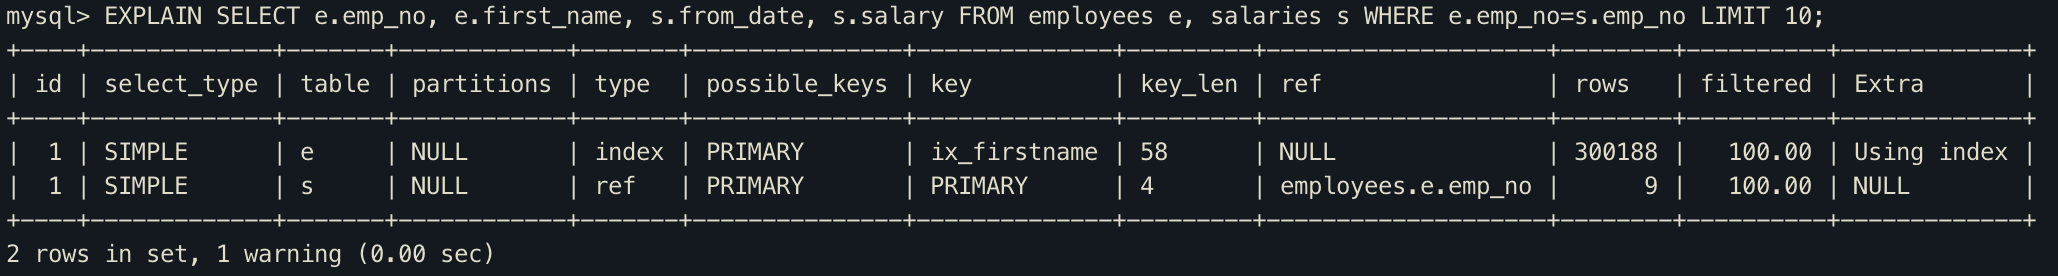 mysql> EXPLAIN SELECT e.emp_no, e.first_name, s.from_date, s.salary FROM employees e, salaries s WHERE e.emp_no=s.emp_no LIMIT 10;
+----+-------------+-------+------------+-------+---------------+--------------+---------+--------------------+--------+----------+-------------+
| id | select_type | table | partitions | type  | possible_keys | key          | key_len | ref                | rows   | filtered | Extra       |
+----+-------------+-------+------------+-------+---------------+--------------+---------+--------------------+--------+----------+-------------+
|  1 | SIMPLE      | e     | NULL       | index | PRIMARY       | ix_firstname | 58      | NULL               | 300188 |   100.00 | Using index |
|  1 | SIMPLE      | s     | NULL       | ref   | PRIMARY       | PRIMARY      | 4       | employees.e.emp_no |      9 |   100.00 | NULL        |
+----+-------------+-------+------------+-------+---------------+--------------+---------+--------------------+--------+----------+-------------+
2 rows in set, 1 warning (0.00 sec)